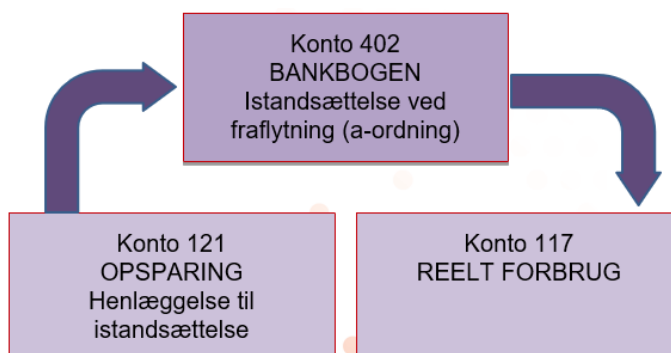 Konto 402
BANKBOGEN
Istandsættelse ved
fraflytning (a-ordning)
Konto 121
OPSPARING
Henlæggelse til
istandsættelse
Konto 117
REELT FORBRUG